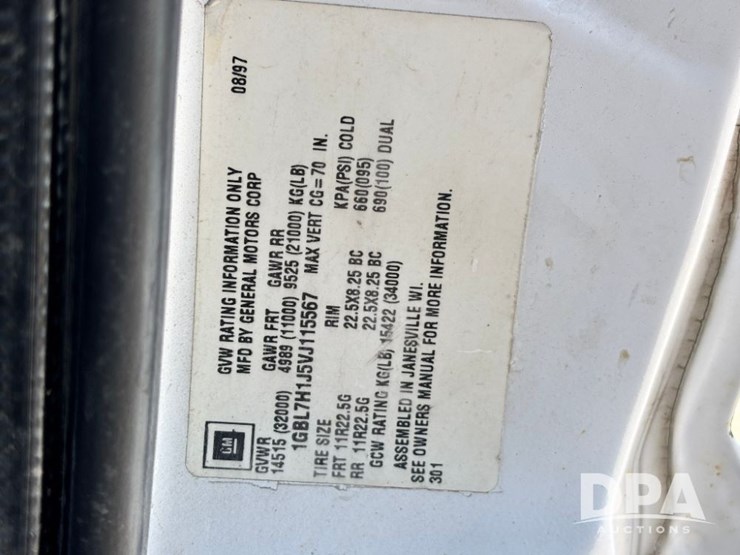 GVW RATING INFORMATION ONLY 08/97
MFD BY GENERAL MOTORS CORP
GM
GVWR GAWR FRT GAWR RR
14515 (32000) 4989 (11000) 9525 (21000) KG(LB)
1GBL7H1J5VJ115567 MAX VERT CG=70 IN.
TIRE SIZE RIM KPA(PSI) COLD
FRT 11R22.5G 22.5X8.25 BC 660(095)
RR 11R22.5G 22.5X8.25 BC 690(100) DUAL
GCW RATING KG(LB) 15422 (34000)
ASSEMBLED IN JANESVILLE WI.
SEE OWNERS MANUAL FOR MORE INFORMATION.
301
DPA
AUCTIONS